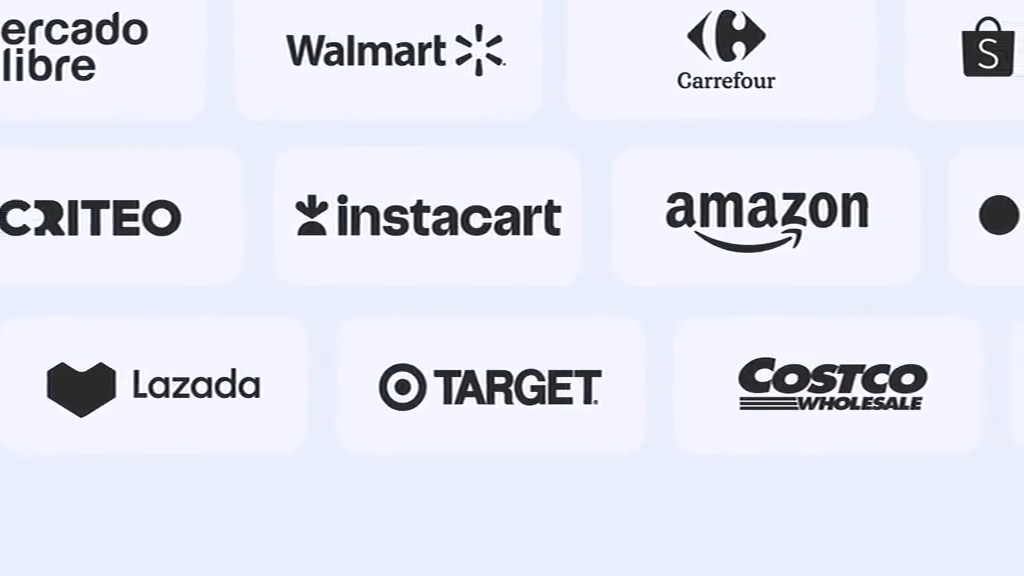 ercado
libre
Walmart
Carrefour
S
CRITEO
instacart
amazon
Lazada
TARGET
COSTCO
WHOLESALE